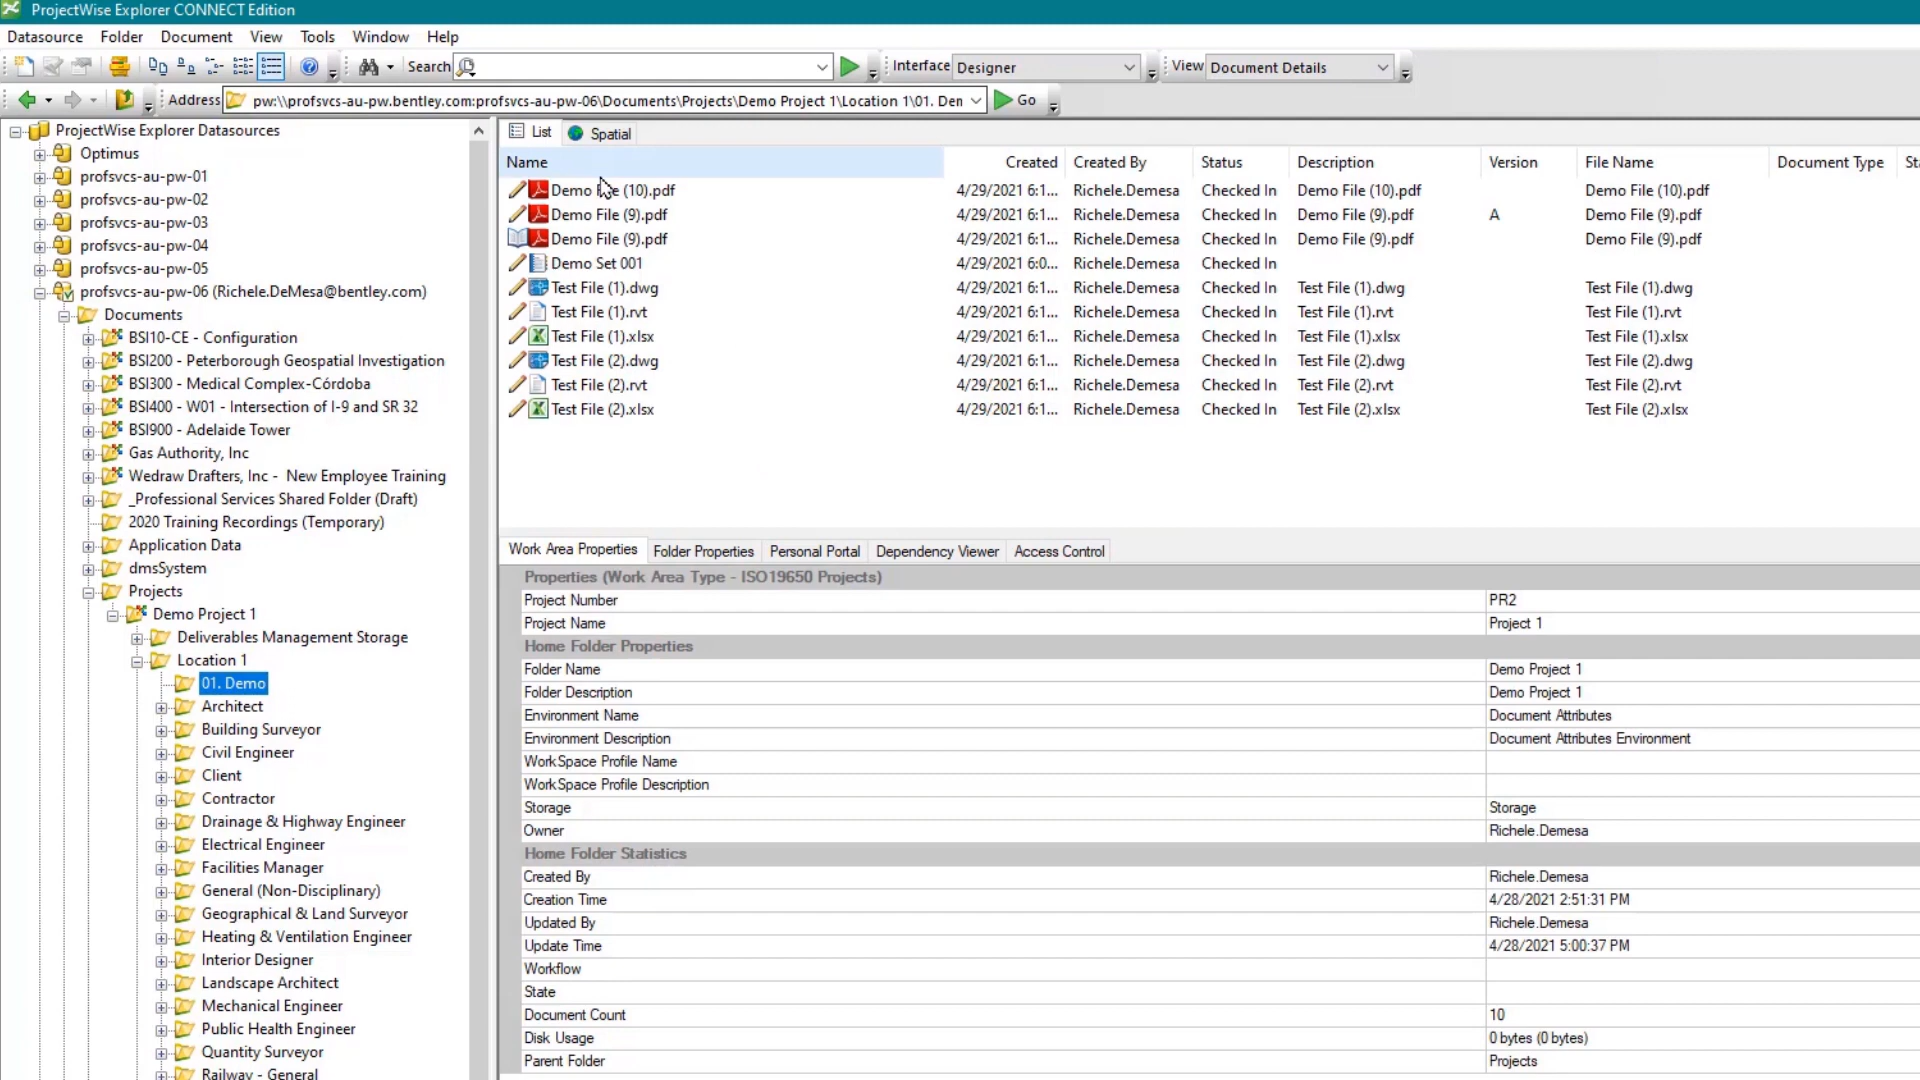 ProjectWise Explorer CONNECT Edition
Datasource Folder Document View Tools Window Help
Search Interface Designer View Document Details
Address pw:\\profsvcs-au-pw.bentley.com:profsvcs-au-pw-06\Documents\Projects\Demo Project 1\Location 1\01. Den Go
ProjectWise Explorer Datasources
Optimus
profsvcs-au-pw-01
profsvcs-au-pw-02
profsvcs-au-pw-03
profsvcs-au-pw-04
profsvcs-au-pw-05
profsvcs-au-pw-06 (Richele.DeMesa@bentley.com)
Documents
BSI10-CE - Configuration
BSI200 - Peterborough Geospatial Investigation
BSI300 - Medical Complex-Córdoba
BSI400 - W01 - Intersection of I-9 and SR 32
BSI900 - Adelaide Tower
Gas Authority, Inc
Wedraw Drafters, Inc - New Employee Training
_Professional Services Shared Folder (Draft)
2020 Training Recordings (Temporary)
Application Data
dmsSystem
Projects
Demo Project 1
Deliverables Management Storage
Location 1
01. Demo
Architect
Building Surveyor
Civil Engineer
Client
Contractor
Drainage & Highway Engineer
Electrical Engineer
Facilities Manager
General (Non-Disciplinary)
Geographical & Land Surveyor
Heating & Ventilation Engineer
Interior Designer
Landscape Architect
Mechanical Engineer
Public Health Engineer
Quantity Surveyor
Railway - General
List Spatial
Name Created Created By Status Description Version File Name Document Type Sta
Demo File (10).pdf 4/29/2021 6:1... Richele.Demesa Checked In Demo File (10).pdf Demo File (10).pdf
Demo File (9).pdf 4/29/2021 6:1... Richele.Demesa Checked In Demo File (9).pdf A Demo File (9).pdf
Demo File (9).pdf 4/29/2021 6:1... Richele.Demesa Checked In Demo File (9).pdf Demo File (9).pdf
Demo Set 001 4/29/2021 6:0... Richele.Demesa Checked In
Test File (1).dwg 4/29/2021 6:1... Richele.Demesa Checked In Test File (1).dwg Test File (1).dwg
Test File (1).rvt 4/29/2021 6:1... Richele.Demesa Checked In Test File (1).rvt Test File (1).rvt
Test File (1).xlsx 4/29/2021 6:1... Richele.Demesa Checked In Test File (1).xlsx Test File (1).xlsx
Test File (2).dwg 4/29/2021 6:1... Richele.Demesa Checked In Test File (2).dwg Test File (2).dwg
Test File (2).rvt 4/29/2021 6:1... Richele.Demesa Checked In Test File (2).rvt Test File (2).rvt
Test File (2).xlsx 4/29/2021 6:1... Richele.Demesa Checked In Test File (2).xlsx Test File (2).xlsx
Work Area Properties Folder Properties Personal Portal Dependency Viewer Access Control
Properties (Work Area Type - ISO19650 Projects)
Project Number PR2
Project Name Project 1
Home Folder Properties
Folder Name Demo Project 1
Folder Description Demo Project 1
Environment Name Document Attributes
Environment Description Document Attributes Environment
WorkSpace Profile Name
WorkSpace Profile Description
Storage Storage
Owner Richele.Demesa
Home Folder Statistics
Created By Richele.Demesa
Creation Time 4/28/2021 2:51:31 PM
Updated By Richele.Demesa
Update Time 4/28/2021 5:00:37 PM
Workflow
State
Document Count 10
Disk Usage 0 bytes (0 bytes)
Parent Folder Projects